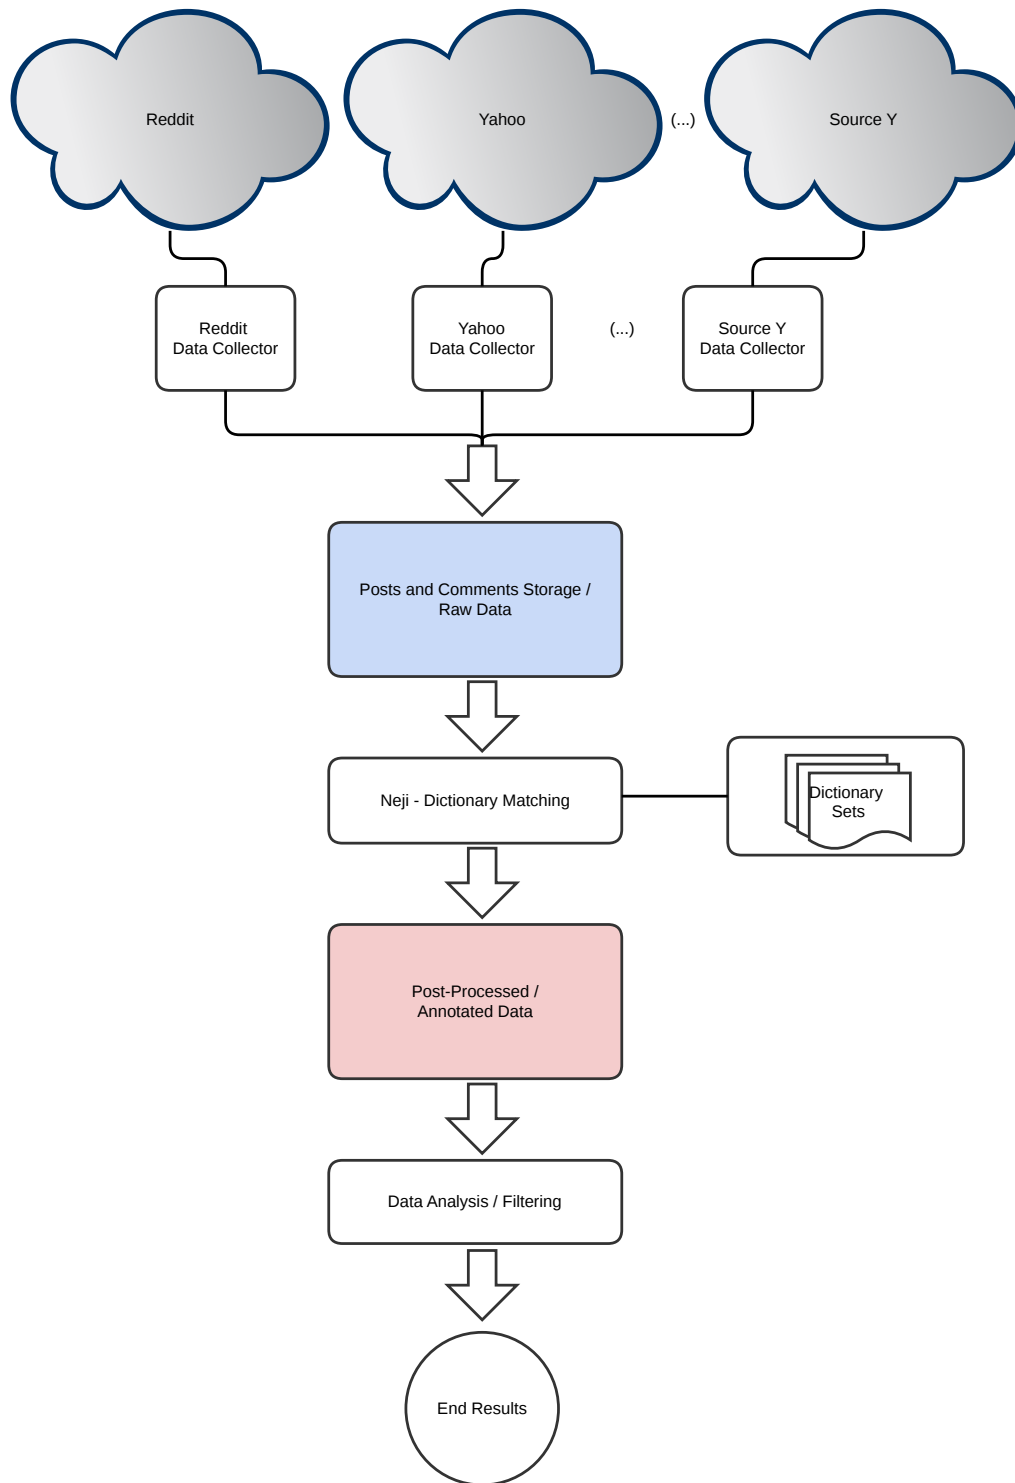 Reddit
Yahoo
(...)
Source Y
Reddit
Data Collector
Yahoo
Data Collector
(...)
Source Y
Data Collector
Posts and Comments Storage /
Raw Data
Neji - Dictionary Matching
Dictionary
Sets
Post-Processed /
Annotated Data
Data Analysis / Filtering
End Results